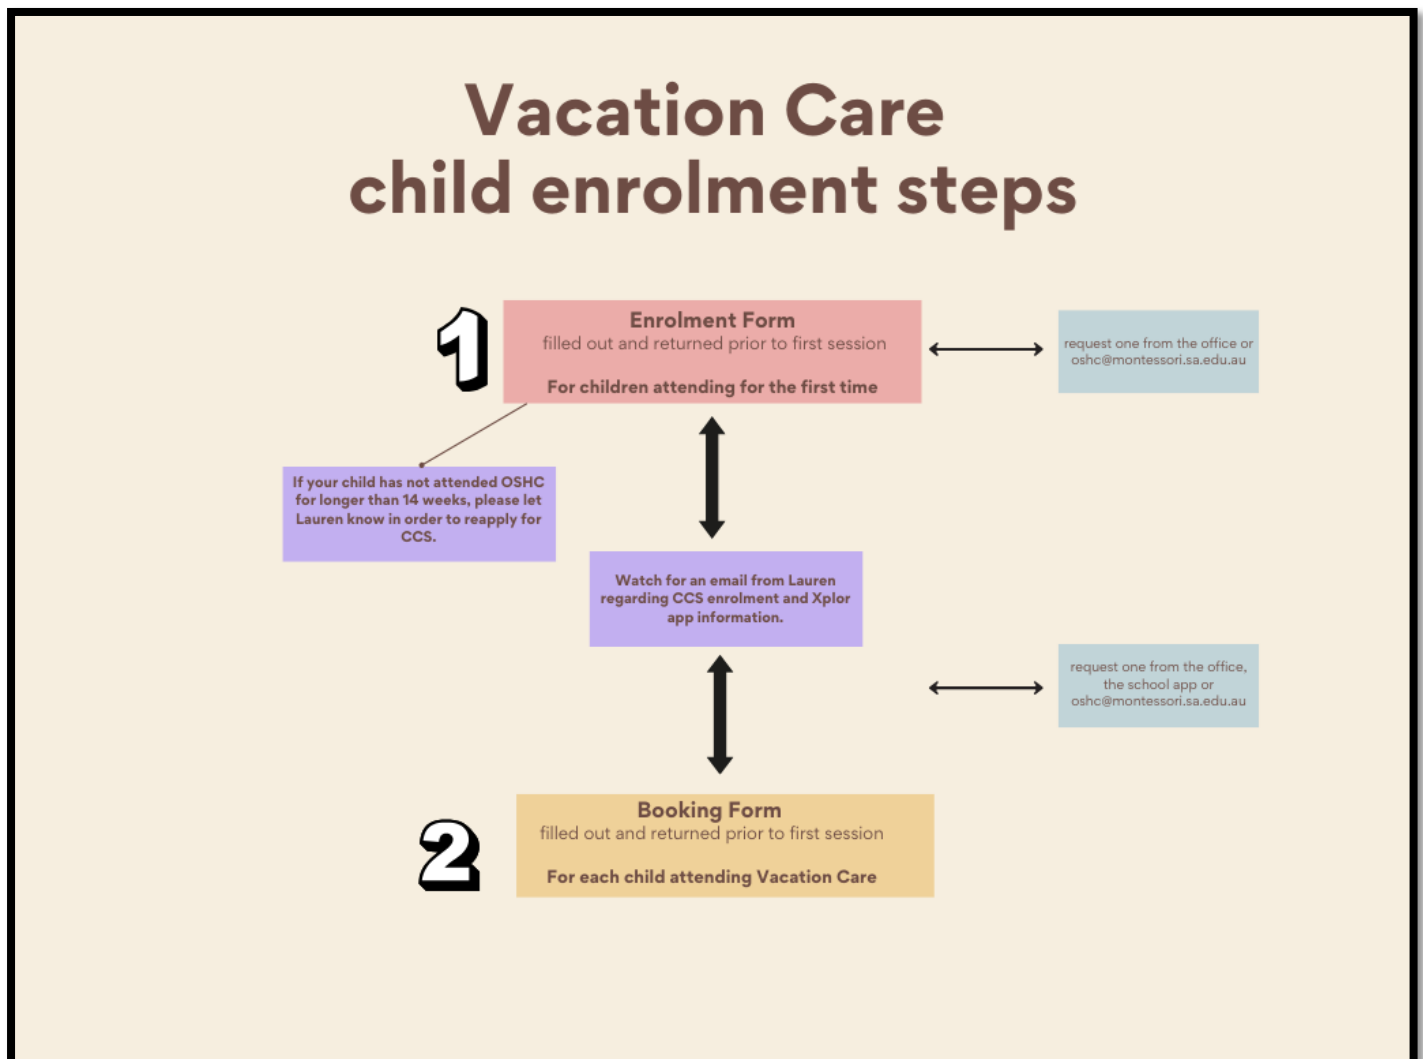 Vacation Care
child enrolment steps
1
Enrolment Form
filled out and returned prior to first session
For children attending for the first time
request one from the office or
oshc@montessori.sa.edu.au
If your child has not attended OSHC
for longer than 14 weeks, please let
Lauren know in order to reapply for
CCS.
Watch for an email from Lauren
regarding CCS enrolment and Xplor
app information.
request one from the office,
the school app or
oshc@montessori.sa.edu.au
2
Booking Form
filled out and returned prior to first session
For each child attending Vacation Care